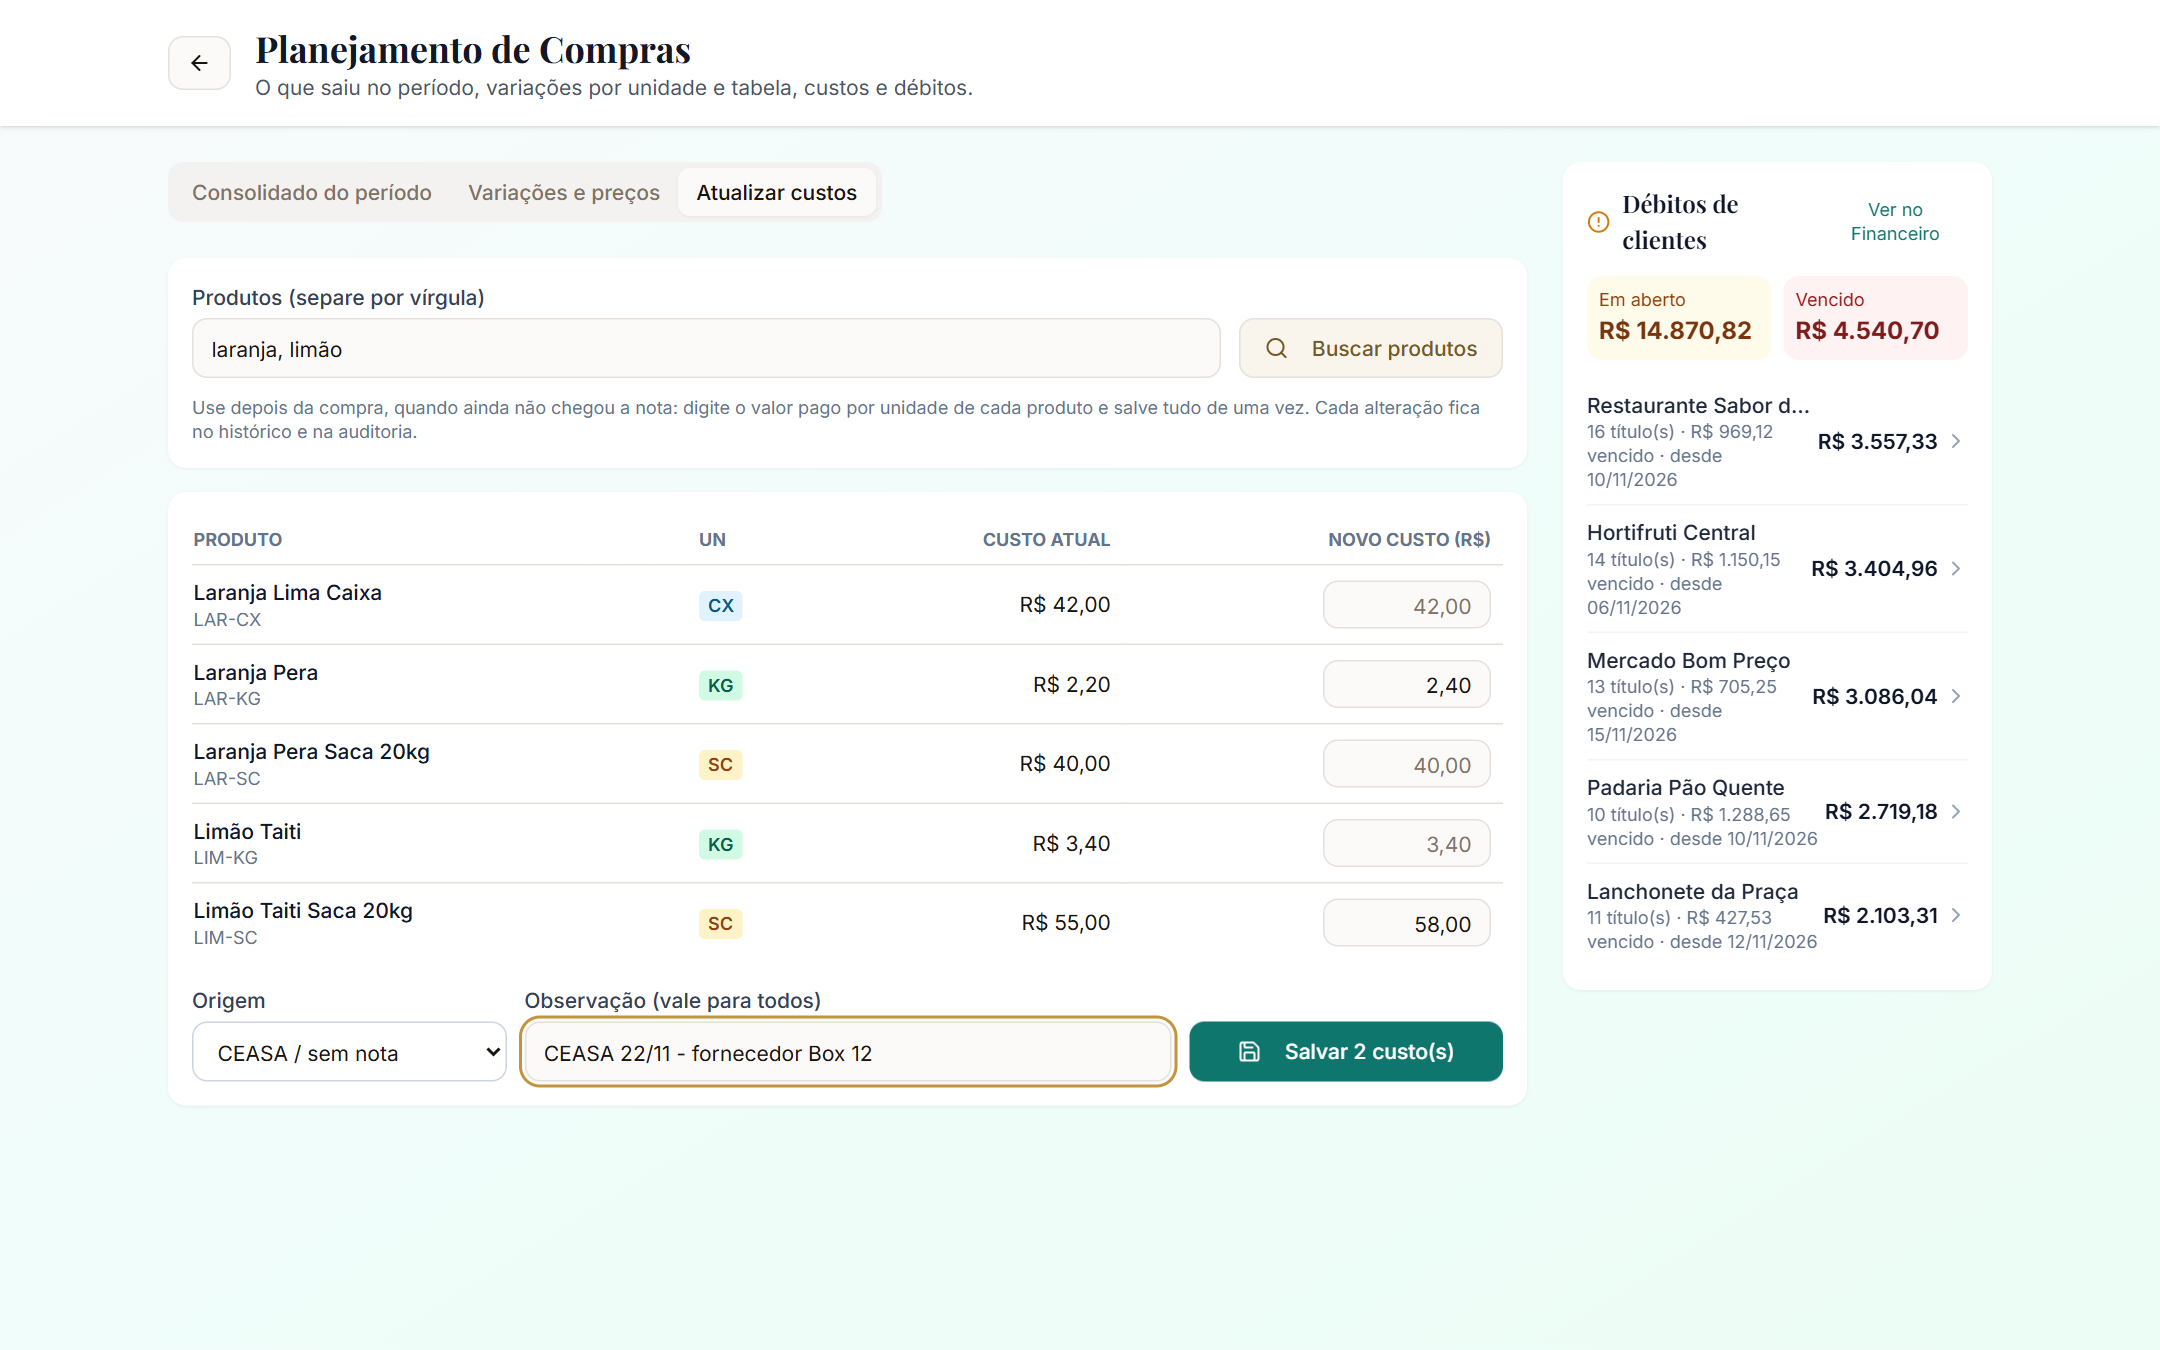 Planejamento de Compras
O que saiu no período, variações por unidade e tabela, custos e débitos.
Consolidado do período
Variações e preços
Atualizar custos
Produtos (separe por vírgula)
laranja, limão
Buscar produtos
Use depois da compra, quando ainda não chegou a nota: digite o valor pago por unidade de cada produto e salve tudo de uma vez. Cada alteração fica
no histórico e na auditoria.
PRODUTO UN CUSTO ATUAL NOVO CUSTO (R$)
Laranja Lima Caixa
LAR-CX
CX R$ 42,00 42,00
Laranja Pera
LAR-KG
KG R$ 2,20 2,40
Laranja Pera Saca 20kg
LAR-SC
SC R$ 40,00 40,00
Limão Taiti
LIM-KG
KG R$ 3,40 3,40
Limão Taiti Saca 20kg
LIM-SC
SC R$ 55,00 58,00
Origem
CEASA / sem nota
Observação (vale para todos)
CEASA 22/11 - fornecedor Box 12
Salvar 2 custo(s)
Débitos de
clientes
Ver no
Financeiro
Em aberto
R$ 14.870,82
Vencido
R$ 4.540,70
Restaurante Sabor d...
16 título(s) · R$ 969,12
vencido · desde
10/11/2026
R$ 3.557,33
Hortifruti Central
14 título(s) · R$ 1.150,15
vencido · desde
06/11/2026
R$ 3.404,96
Mercado Bom Preço
13 título(s) · R$ 705,25
vencido · desde
15/11/2026
R$ 3.086,04
Padaria Pão Quente
10 título(s) · R$ 1.288,65
vencido · desde 10/11/2026
R$ 2.719,18
Lanchonete da Praça
11 título(s) · R$ 427,53
vencido · desde 12/11/2026
R$ 2.103,31